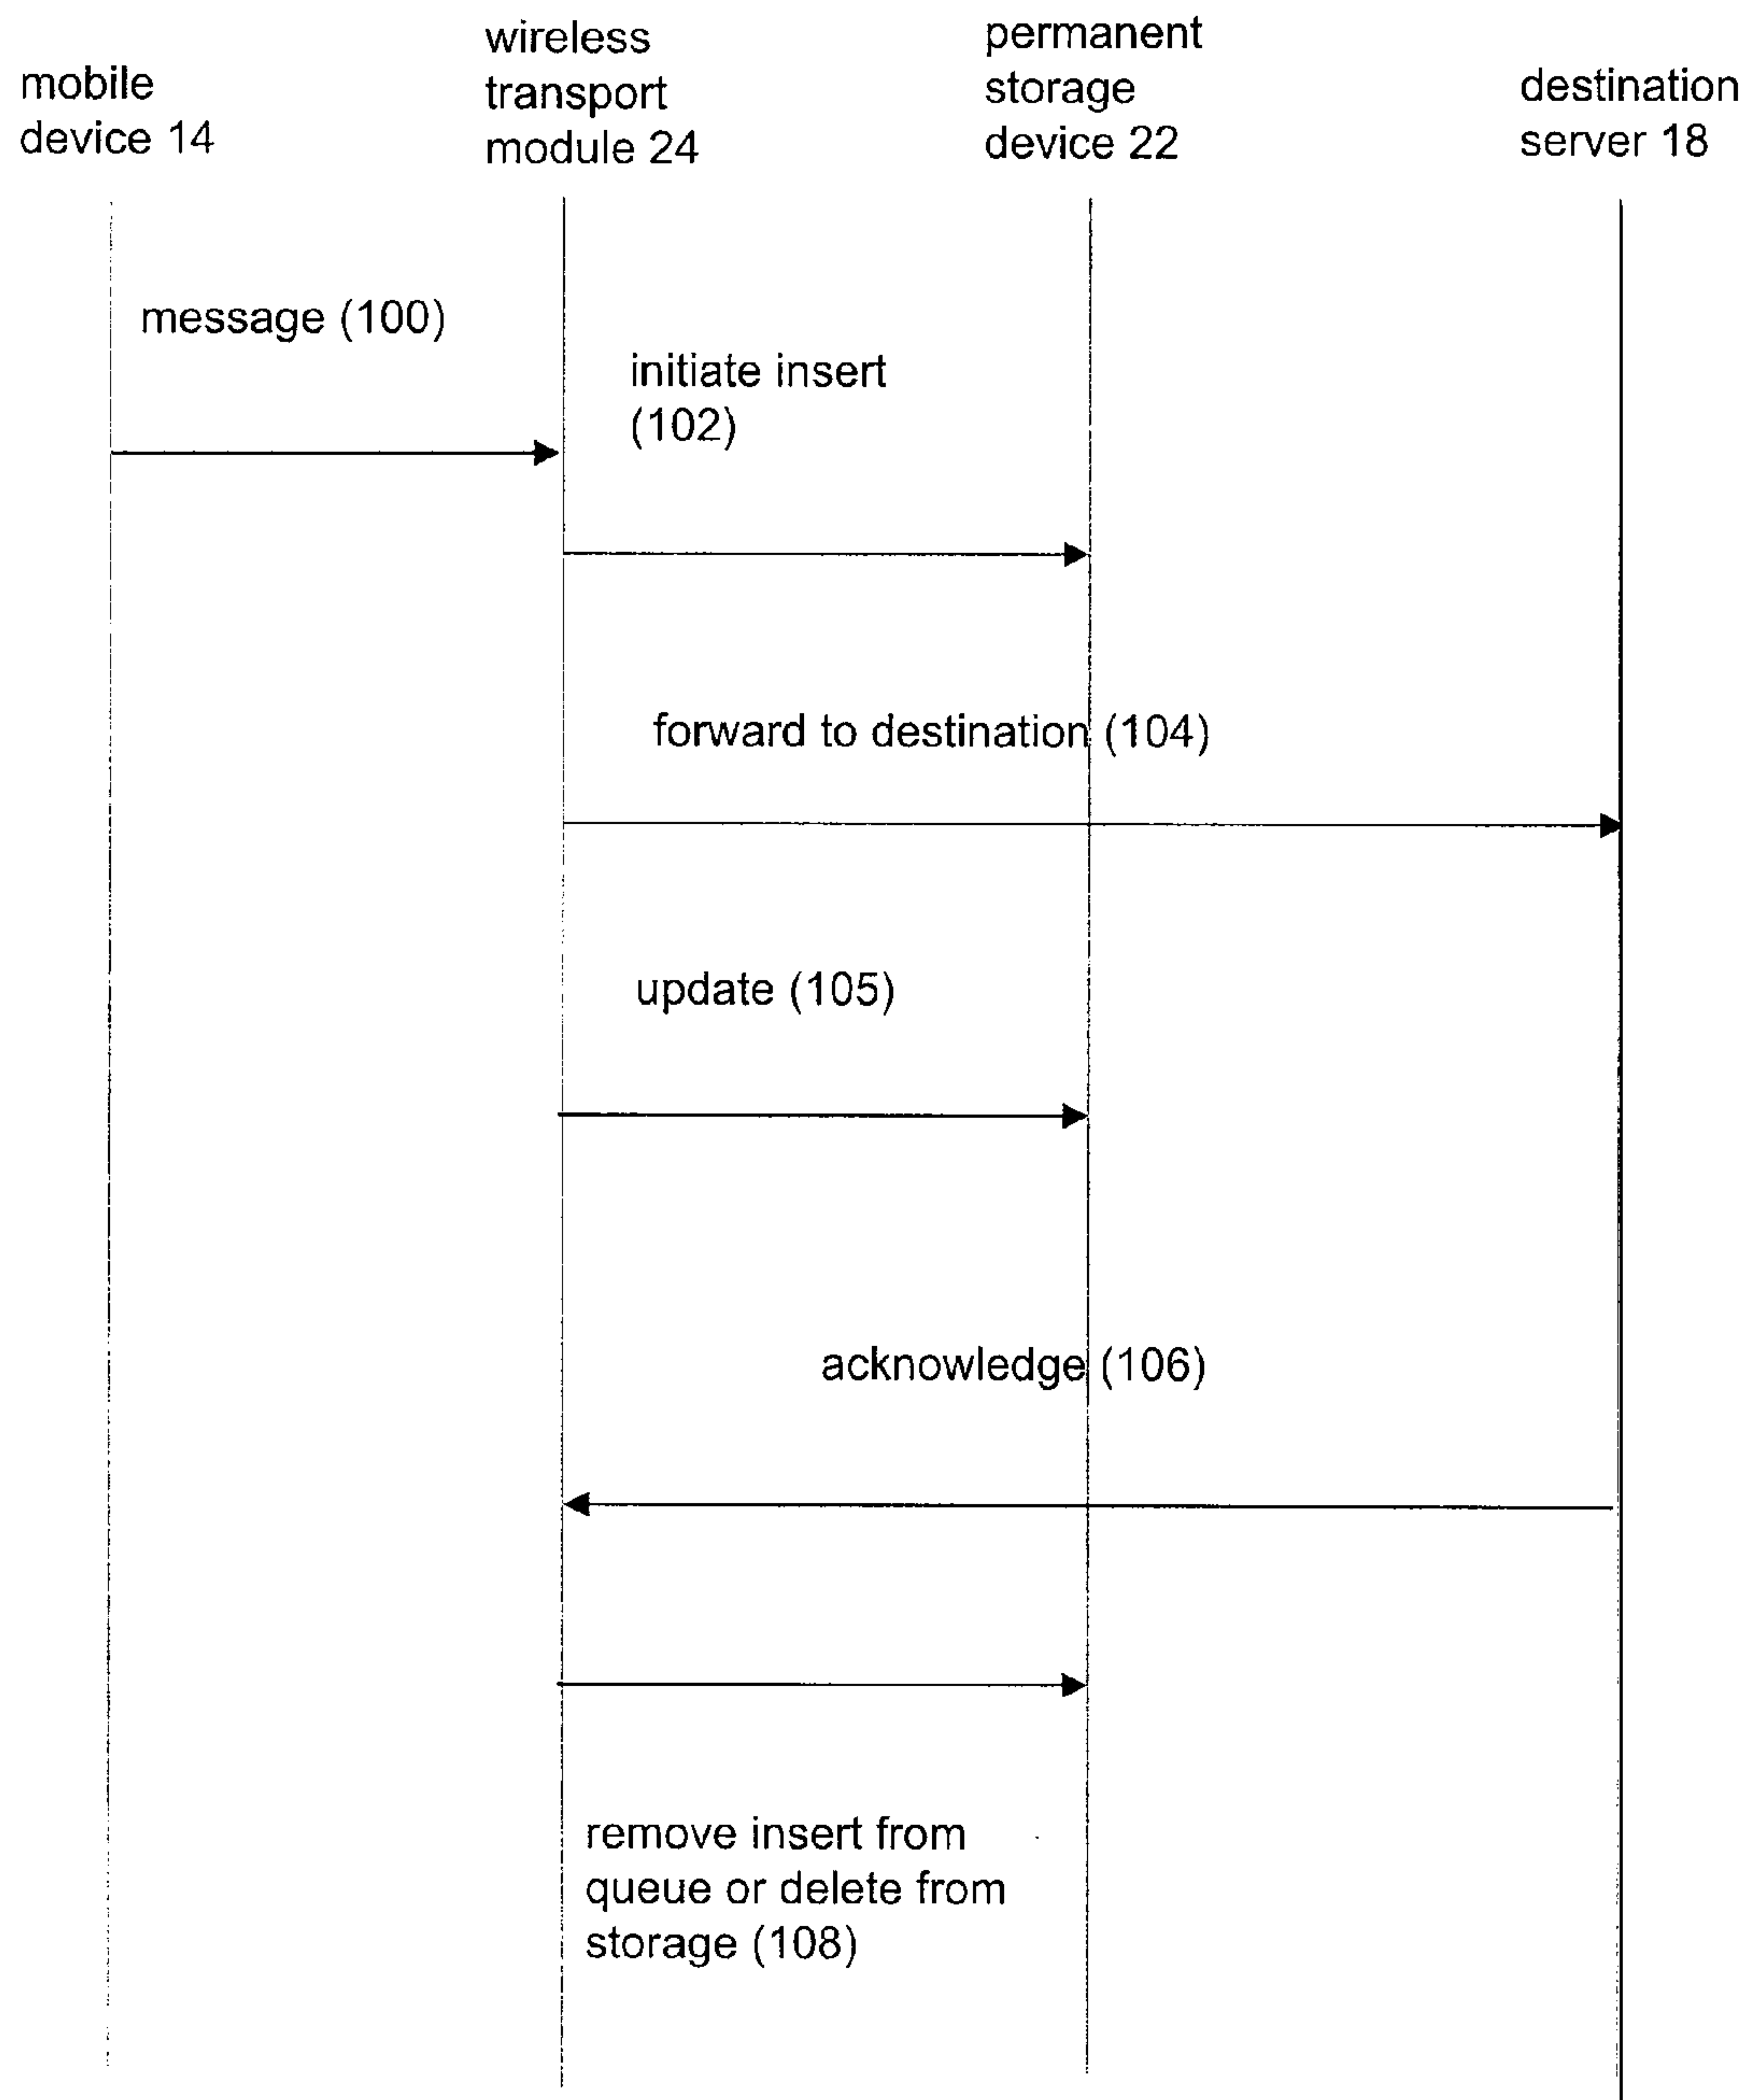 mobile
device 14
wireless
transport
module 24
permanent
storage
device 22
destination
server 18
message (100)
initiate insert
(102)
forward to destination (104)
update (105)
acknowledge (106)
remove insert from
queue or delete from
storage (108)